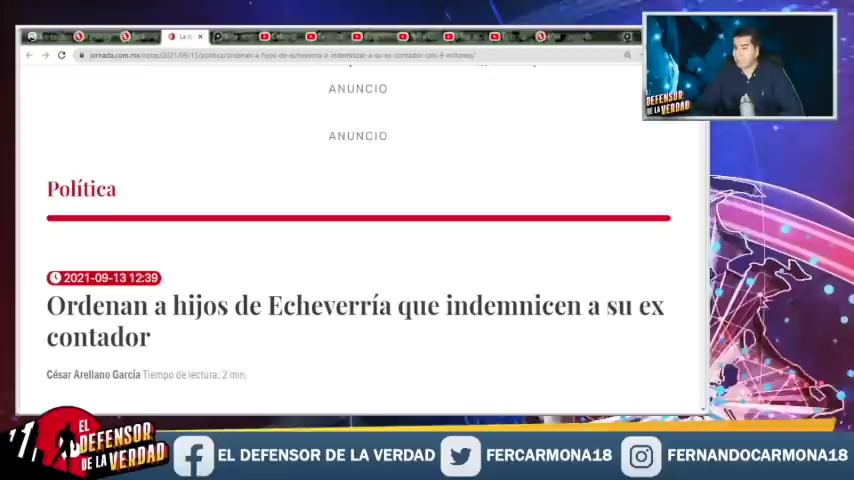 La Jo
jornada.com.mx/notas/2021/09/13/politica/ordenan-a-hijos-de-echeverria-a-indemnizar-a-su-ex-contador-con-9-millones/
EL
DEFENSOR
DE LA VERDAD
ANUNCIO
ANUNCIO
Política
2021-09-13 12:39
Ordenan a hijos de Echeverría que indemnicen a su ex
contador
César Arellano García Tiempo de lectura: 2 min.
EL
DEFENSOR
DE LA VERDAD
EL DEFENSOR DE LA VERDAD
FERCARMONA18
FERNANDOCARMONA18